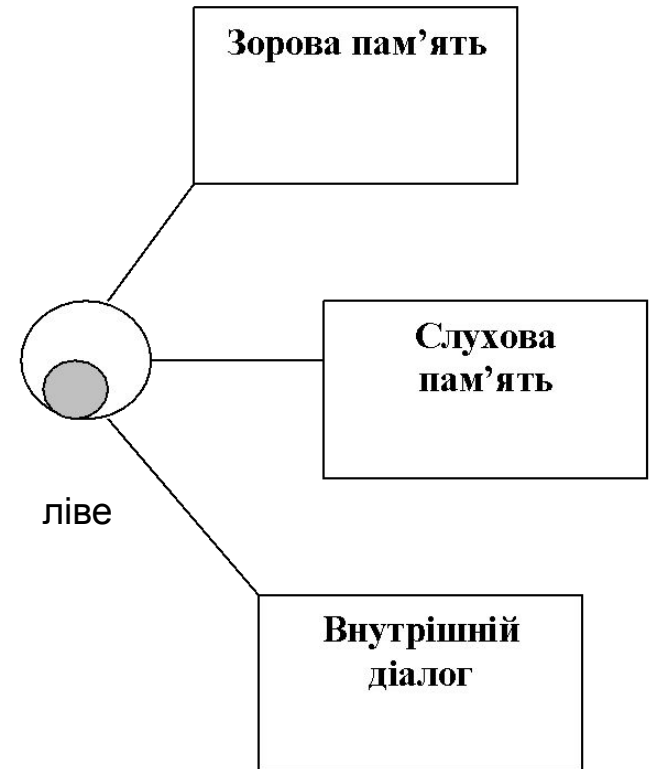 Зорова пам’ять
Слухова
пам’ять
ліве
Внутрішній
діалог